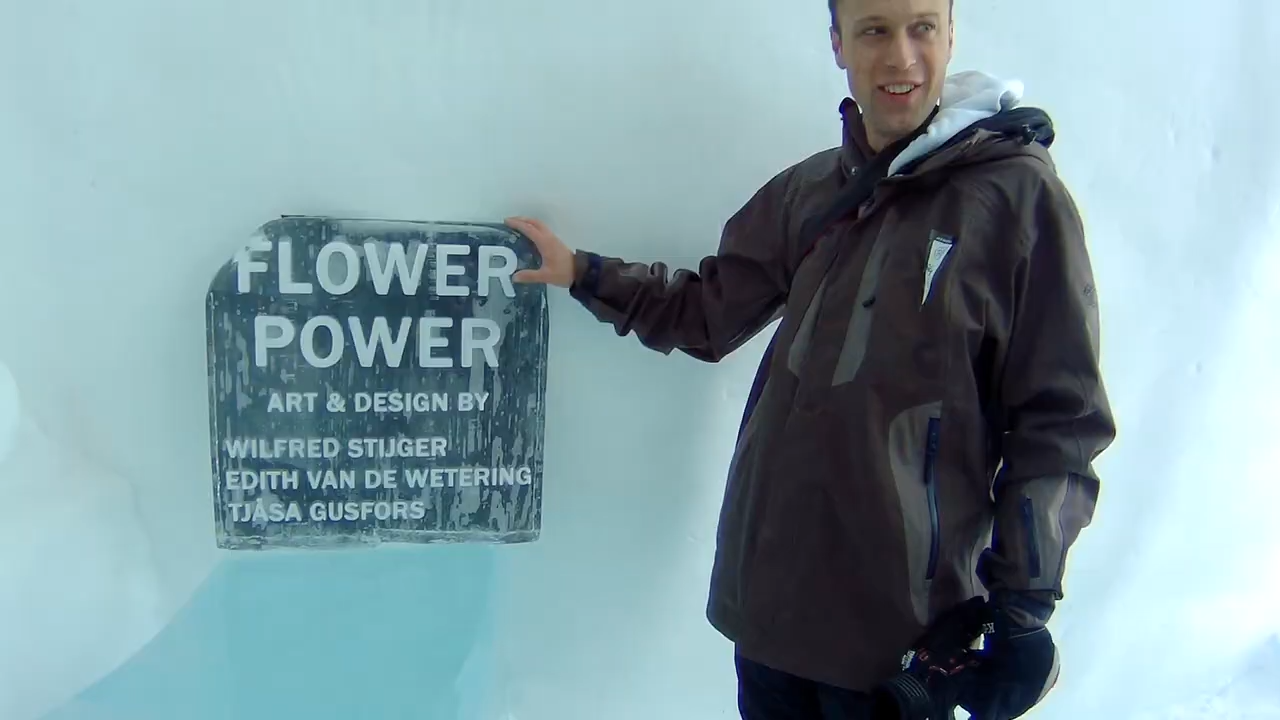 FLOWER
POWER
ART & DESIGN BY
WILFRED STIJGER
EDITH VAN DE WETERING
TJÅSA GUSFORS